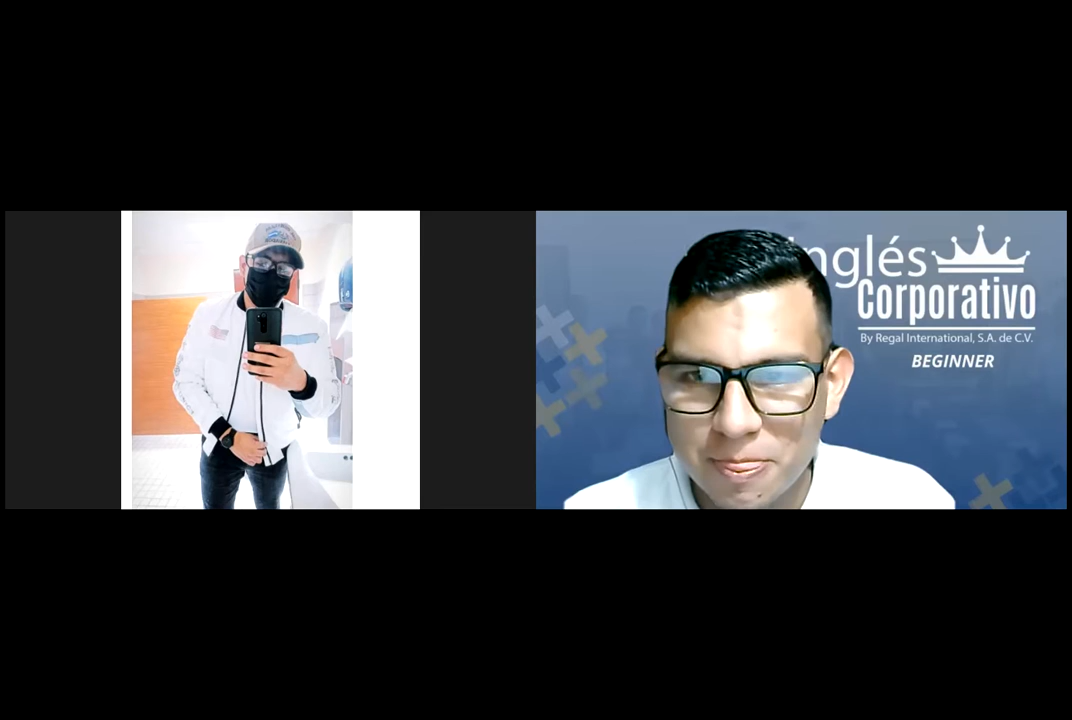 Inglés
Corporativo
By Regal International, S.A. de C.V.
BEGINNER